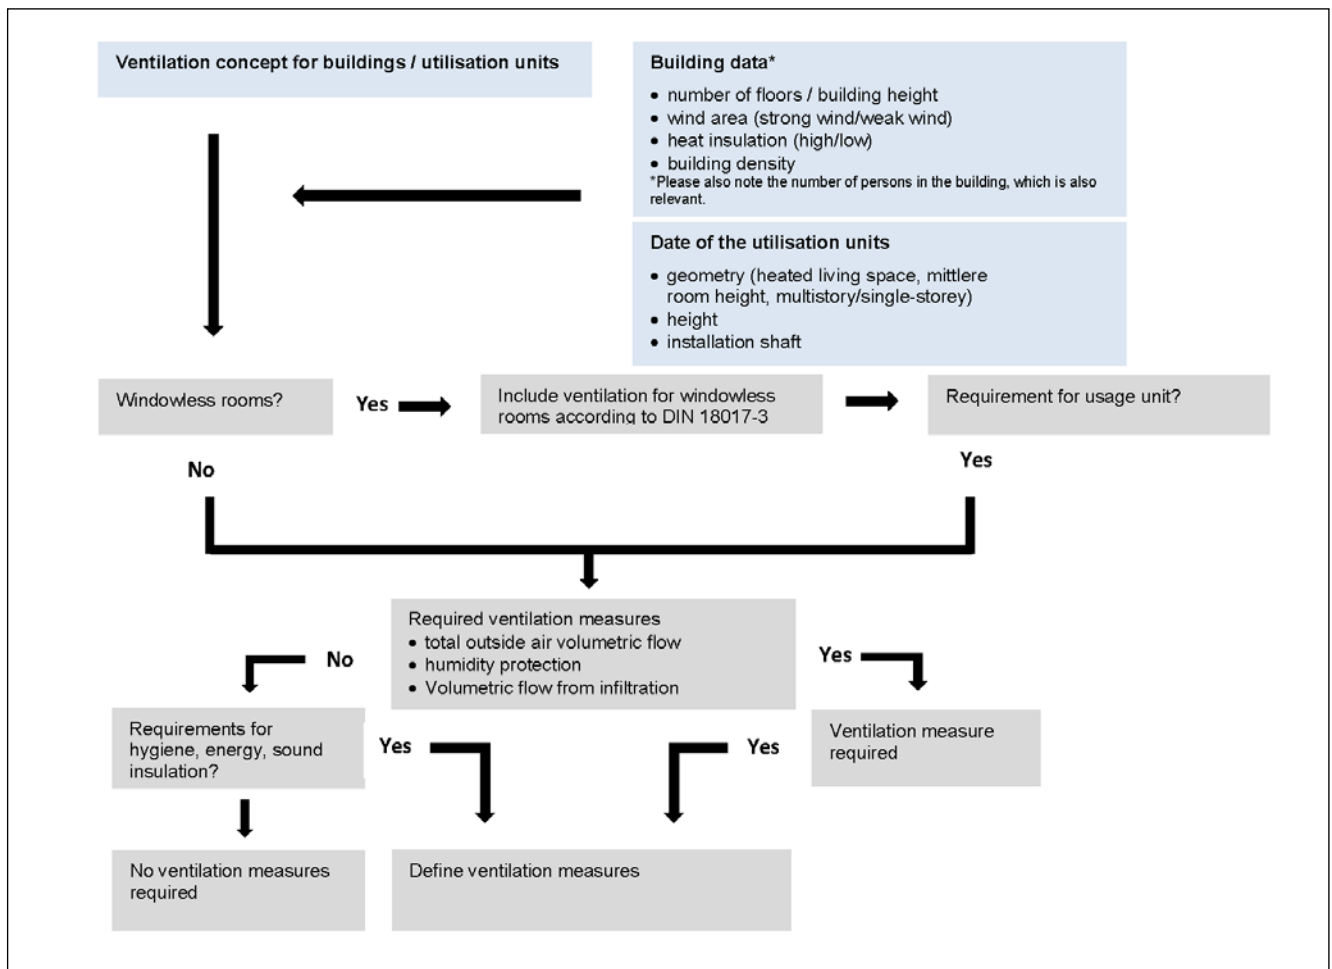 Ventilation concept for buildings / utilisation units
Building data*
• number of floors / building height
• wind area (strong wind/weak wind)
• heat insulation (high/low)
• building density
*Please also note the number of persons in the building, which is also
relevant.
Date of the utilisation units
• geometry (heated living space, mittlere
room height, multistory/single-storey)
• height
• installation shaft
Windowless rooms?
Yes
Include ventilation for windowless
rooms according to DIN 18017-3
Requirement for usage unit?
No
Yes
Required ventilation measures
• total outside air volumetric flow
• humidity protection
• Volumetric flow from infiltration
No
Yes
Requirements for
hygiene, energy, sound
insulation?
Yes
Yes
Ventilation measure
required
No ventilation measures
required
Define ventilation measures